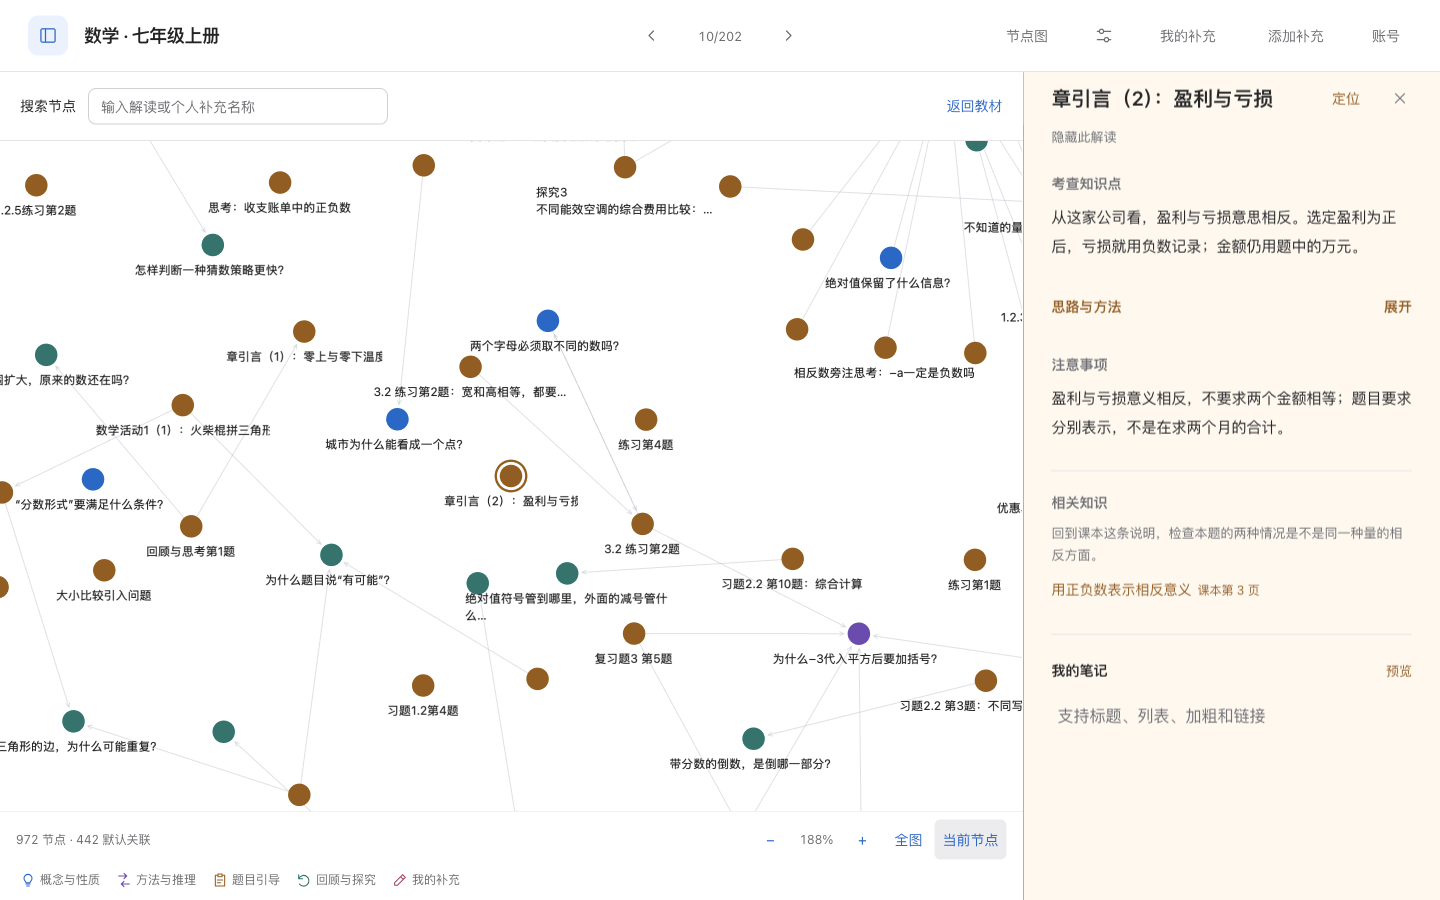 数学 · 七年级上册
10/202
节点图
我的补充
添加补充
账号
搜索节点
输入解读或个人补充名称
返回教材
.2.5练习第2题
思考：收支账单中的正负数
探究3
不同能效空调的综合费用比较：...
不知道的量
怎样判断一种猜数策略更快？
绝对值保留了什么信息？
1.2.3
章引言（1）：零上与零下温度
两个字母必须取不同的数吗？
扩大，原来的数还在吗？
相反数旁注思考：−a一定是负数吗
3.2 练习第2题：宽和高相等，都要...
数学活动1（1）：火柴棍拼三角形
城市为什么能看成一个点？
练习第4题
“分数形式”要满足什么条件？
章引言（2）：盈利与亏损
优惠
回顾与思考第1题
3.2 练习第2题
为什么题目说“有可能”？
习题2.2 第10题：综合计算
练习第1题
大小比较引入问题
绝对值符号管到哪里，外面的减号管什
么...
复习题3 第5题
为什么−3代入平方后要加括号？
习题1.2第4题
习题2.2 第3题：不同写
三角形的边，为什么可能重复？
带分数的倒数，是倒哪一部分？
972 节点 · 442 默认关联
−
188%
+
全图
当前节点
概念与性质
方法与推理
题目引导
回顾与探究
我的补充
章引言（2）：盈利与亏损
定位
隐藏此解读
考查知识点
从这家公司看，盈利与亏损意思相反。选定盈利为正
后，亏损就用负数记录；金额仍用题中的万元。
思路与方法
展开
注意事项
盈利与亏损意义相反，不要求两个金额相等；题目要求
分别表示，不是在求两个月的合计。
相关知识
回到课本这条说明，检查本题的两种情况是不是同一种量的相
反方面。
用正负数表示相反意义 课本第 3 页
我的笔记
预览
支持标题、列表、加粗和链接